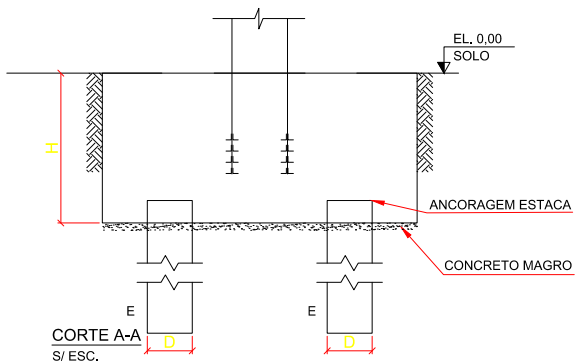 EL. 0,00
SOLO
H
ANCORAGEM ESTACA
CONCRETO MAGRO
E
E
CORTE A-A
S/ ESC.
D
D